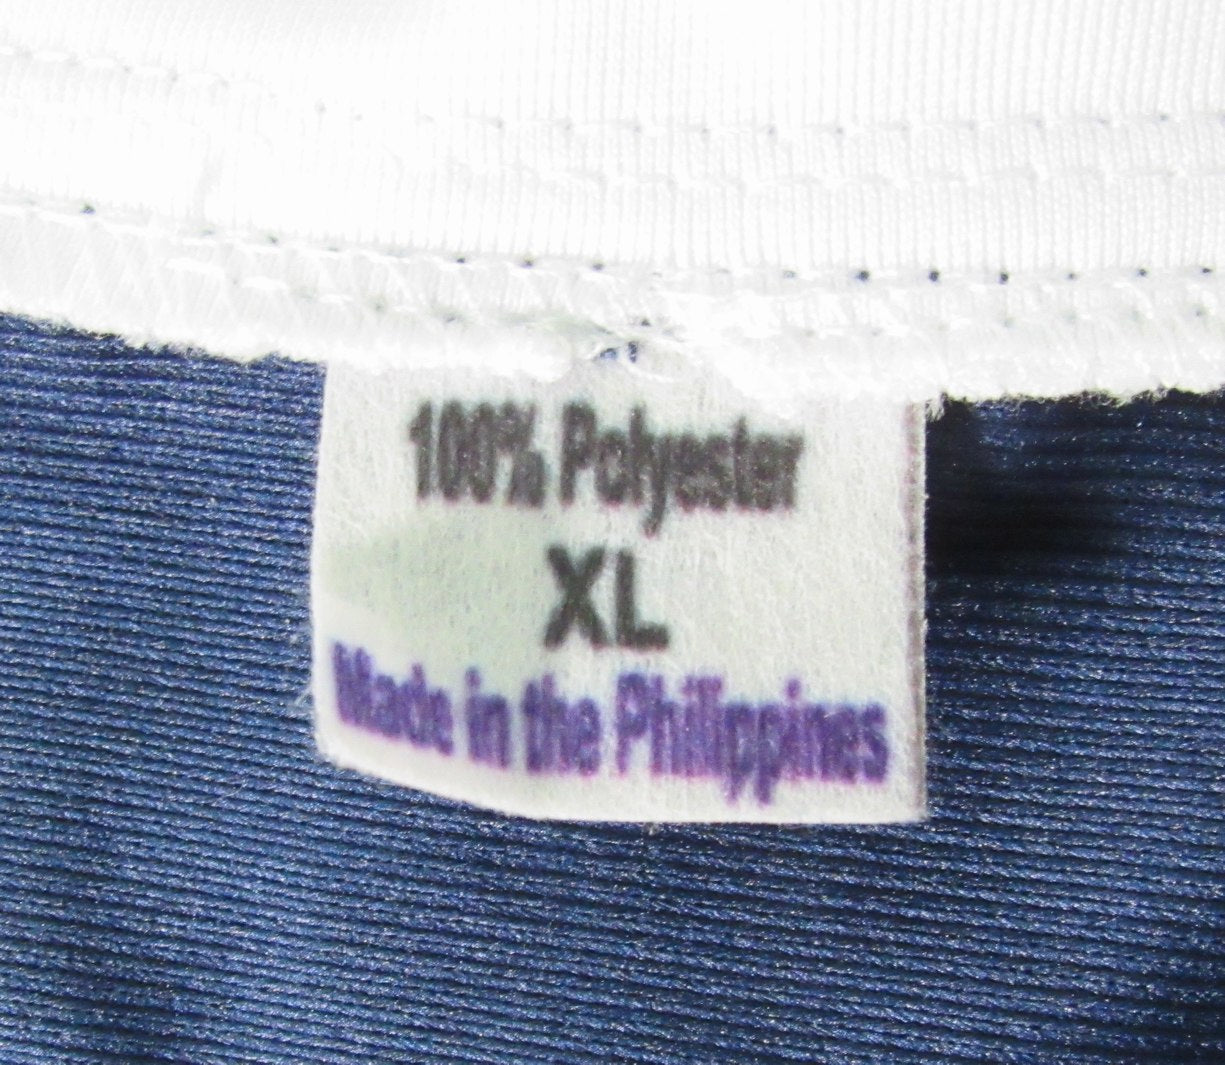 100% Polyester
XL
Made in the Philippines